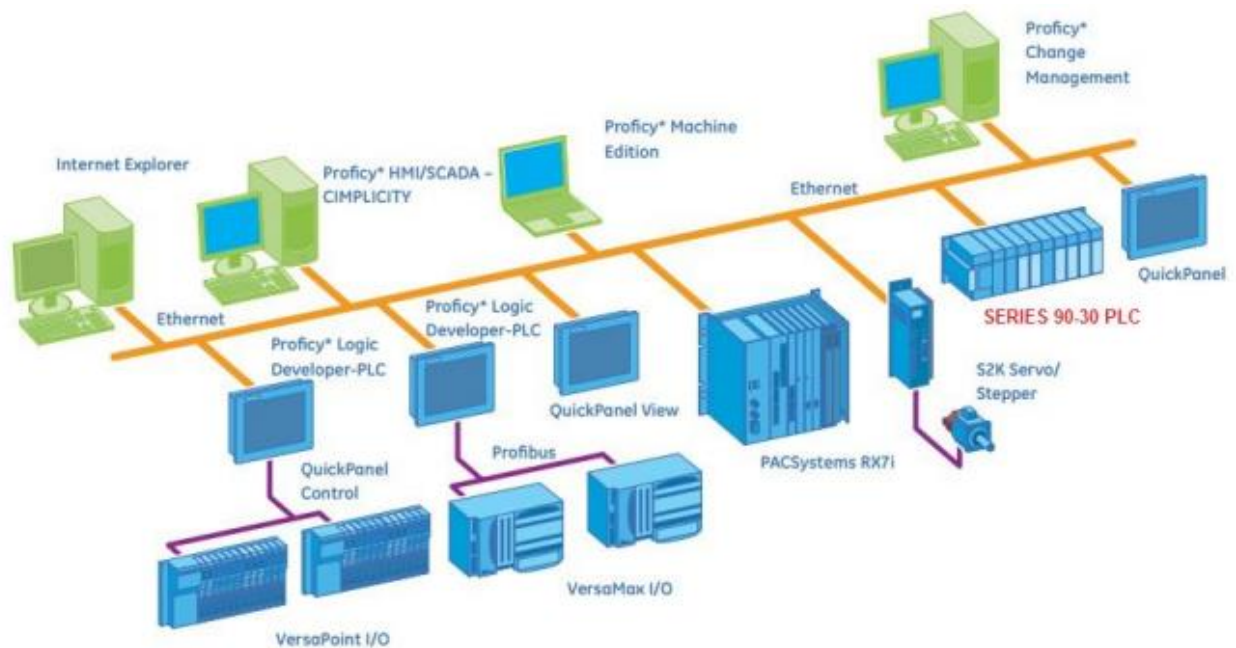 Proficy*
Change
Management
Proficy* Machine
Edition
Internet Explorer
Proficy* HMI/SCADA –
CIMPLICITY
Ethernet
QuickPanel
SERIES 90-30 PLC
Ethernet
Proficy* Logic
Developer-PLC
Proficy* Logic
Developer-PLC
S2K Servo/
Stepper
QuickPanel View
Profibus
PACSystems RX7i
QuickPanel
Control
VersaMax I/O
VersaPoint I/O